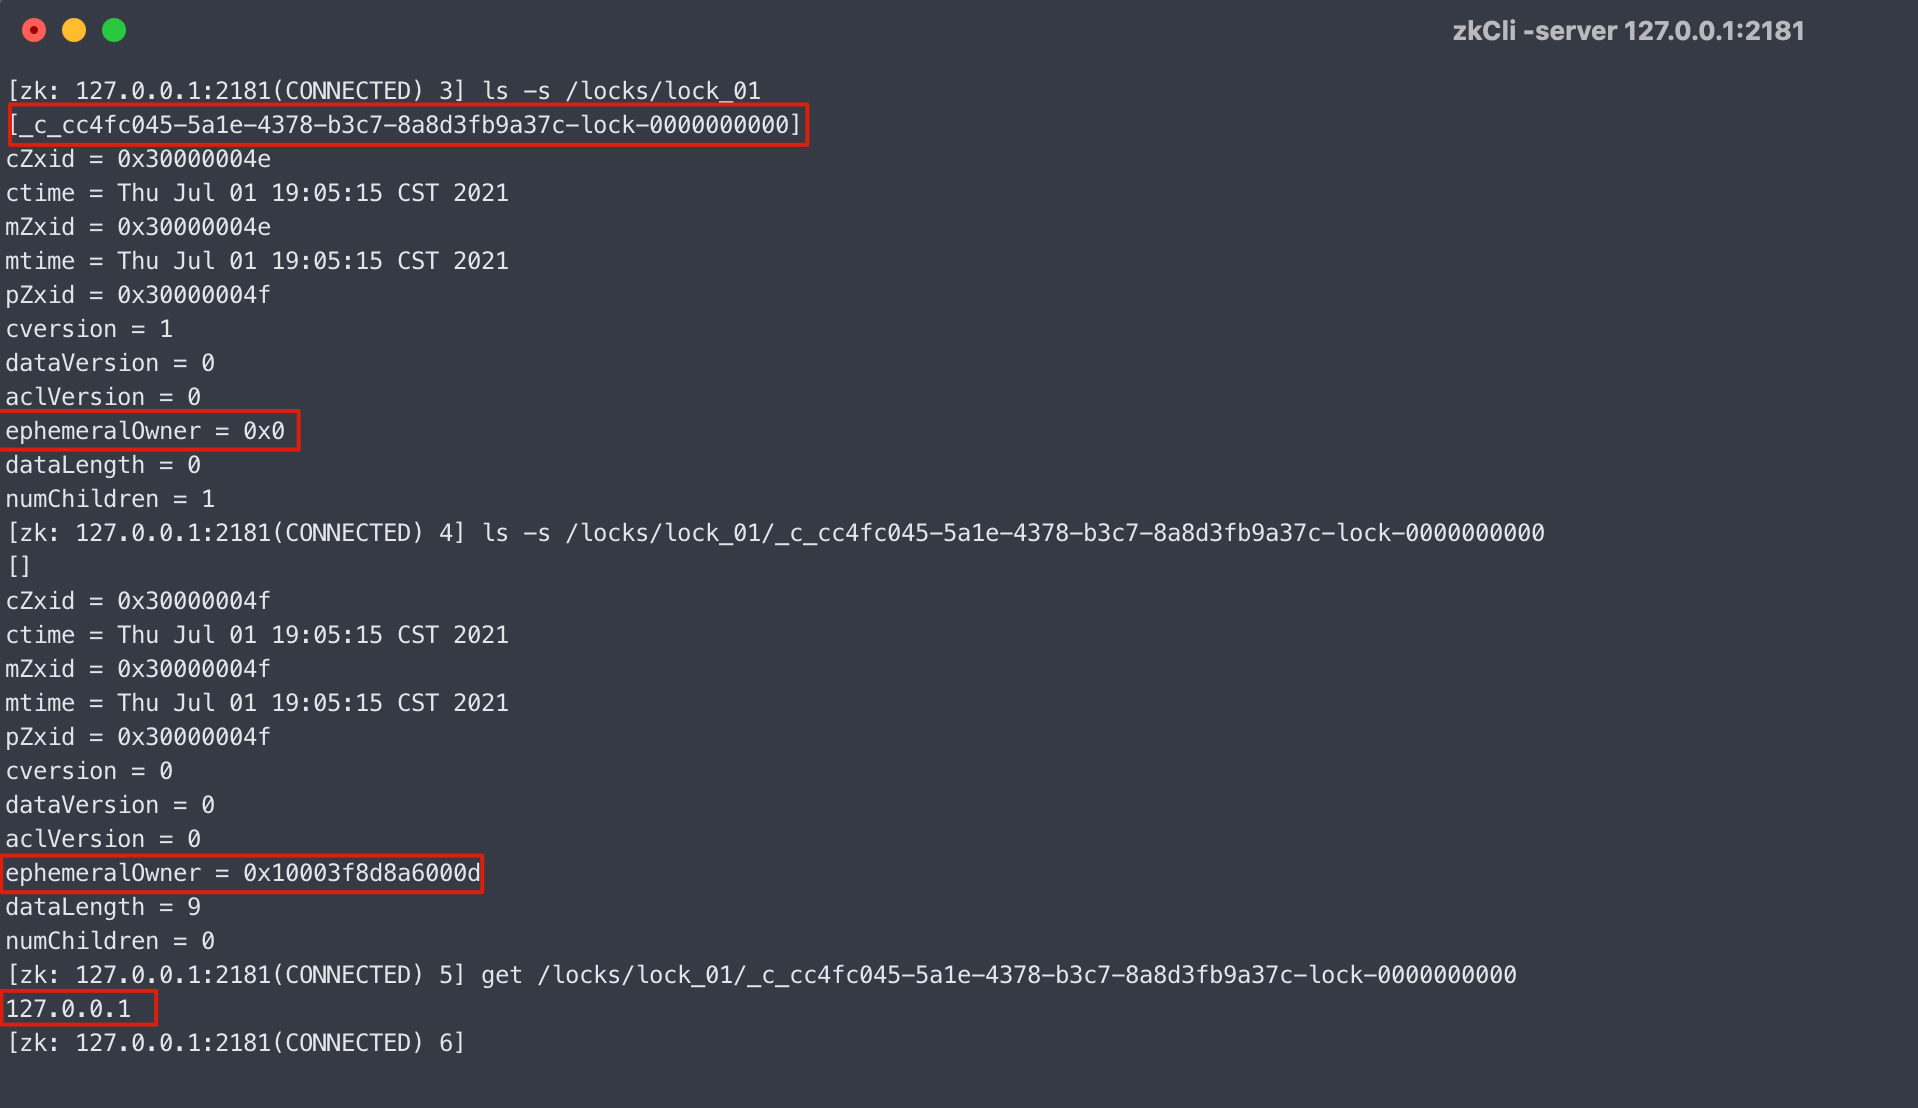 zkCli -server 127.0.0.1:2181
[zk: 127.0.0.1:2181(CONNECTED) 3] ls -s /locks/lock_01
[_c_cc4fc045-5a1e-4378-b3c7-8a8d3fb9a37c-lock-0000000000]
cZxid = 0x30000004e
ctime = Thu Jul 01 19:05:15 CST 2021
mZxid = 0x30000004e
mtime = Thu Jul 01 19:05:15 CST 2021
pZxid = 0x30000004f
cversion = 1
dataVersion = 0
aclVersion = 0
ephemeralOwner = 0x0
dataLength = 0
numChildren = 1
[zk: 127.0.0.1:2181(CONNECTED) 4] ls -s /locks/lock_01/_c_cc4fc045-5a1e-4378-b3c7-8a8d3fb9a37c-lock-0000000000
[]
cZxid = 0x30000004f
ctime = Thu Jul 01 19:05:15 CST 2021
mZxid = 0x30000004f
mtime = Thu Jul 01 19:05:15 CST 2021
pZxid = 0x30000004f
cversion = 0
dataVersion = 0
aclVersion = 0
ephemeralOwner = 0x10003f8d8a6000d
dataLength = 9
numChildren = 0
[zk: 127.0.0.1:2181(CONNECTED) 5] get /locks/lock_01/_c_cc4fc045-5a1e-4378-b3c7-8a8d3fb9a37c-lock-0000000000
127.0.0.1
[zk: 127.0.0.1:2181(CONNECTED) 6]